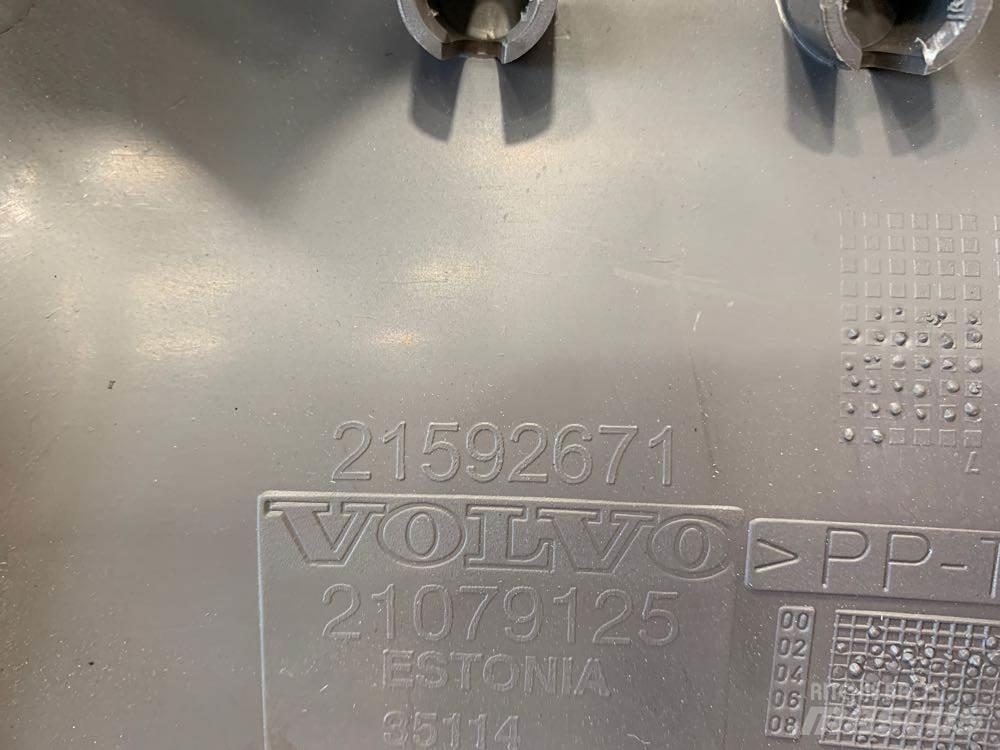 21592671
VOLVO
21079125
ESTONIA
35114
>PP-T
A
00
02
04
06
08